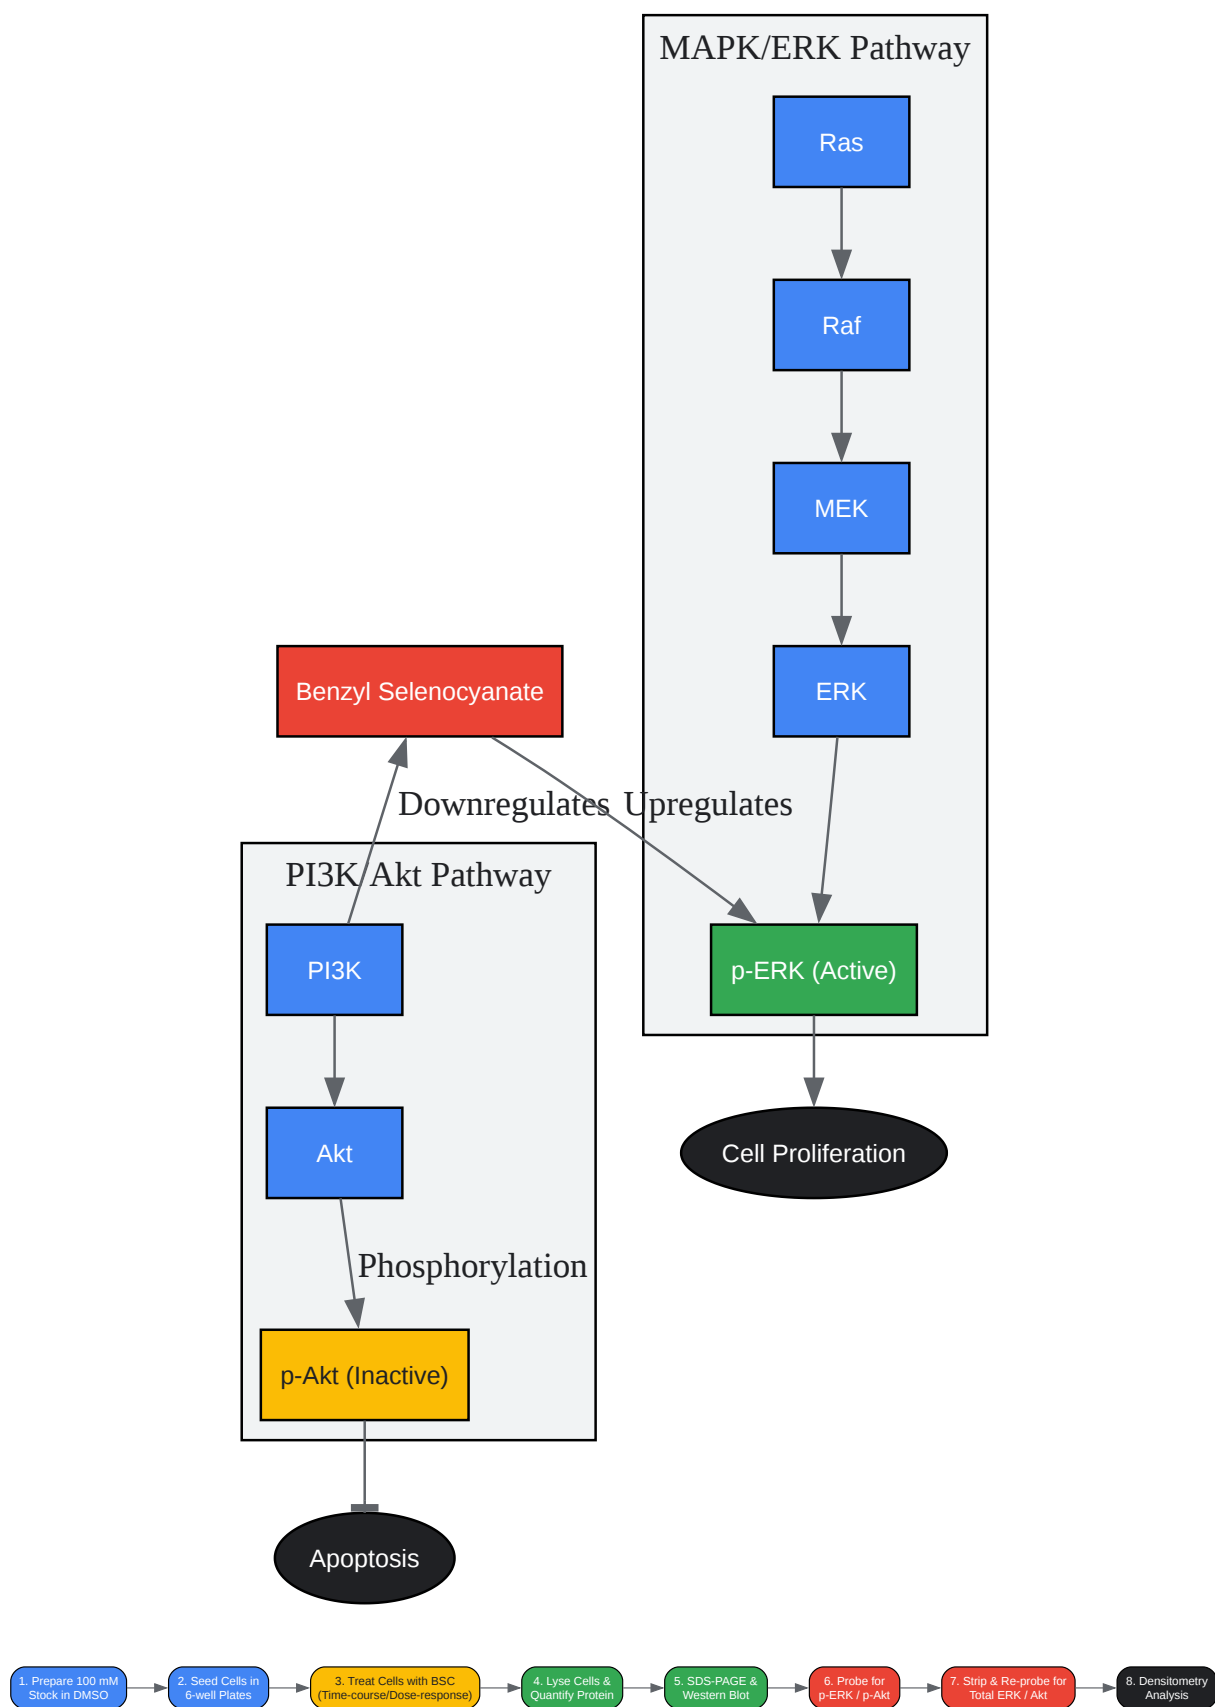 MAPK/ERK Pathway
Ras
Raf
MEK
Benzyl Selenocyanate
ERK
Downregulates
Upregulates
PI3K/Akt Pathway
PI3K
p-ERK (Active)
Akt
Cell Proliferation
Phosphorylation
p-Akt (Inactive)
Apoptosis
1. Prepare 100 mM
Stock in DMSO
2. Seed Cells in
6-well Plates
3. Treat Cells with BSC
(Time-course/Dose-response)
4. Lyse Cells &
Quantify Protein
5. SDS-PAGE &
Western Blot
6. Probe for
p-ERK / p-Akt
7. Strip & Re-probe for
Total ERK / Akt
8. Densitometry
Analysis